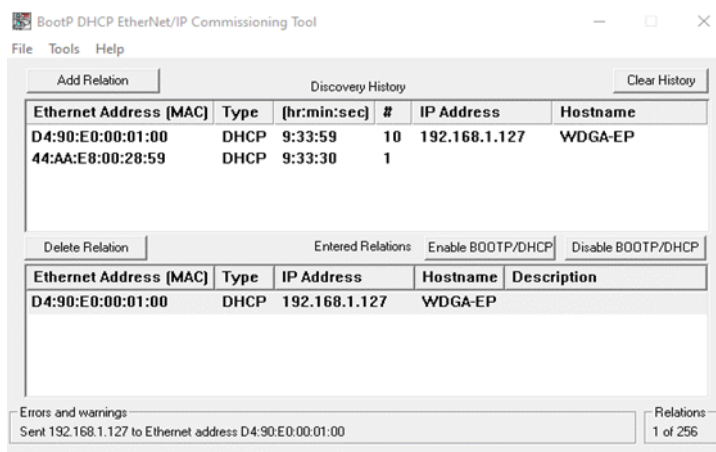 BootP DHCP EtherNet/IP Commissioning Tool
File Tools Help
Add Relation Discovery History Clear History
Ethernet Address (MAC) Type (hr:min:sec) # IP Address Hostname
D4:90:E0:00:01:00 DHCP 9:33:59 10 192.168.1.127 WDGA-EP
44:AA:E8:00:28:59 DHCP 9:33:30 1
Delete Relation Entered Relations Enable BOOTP/DHCP Disable BOOTP/DHCP
Ethernet Address (MAC) Type IP Address Hostname Description
D4:90:E0:00:01:00 DHCP 192.168.1.127 WDGA-EP
Errors and warnings Relations
Sent 192.168.1.127 to Ethernet address D4:90:E0:00:01:00 1 of 256